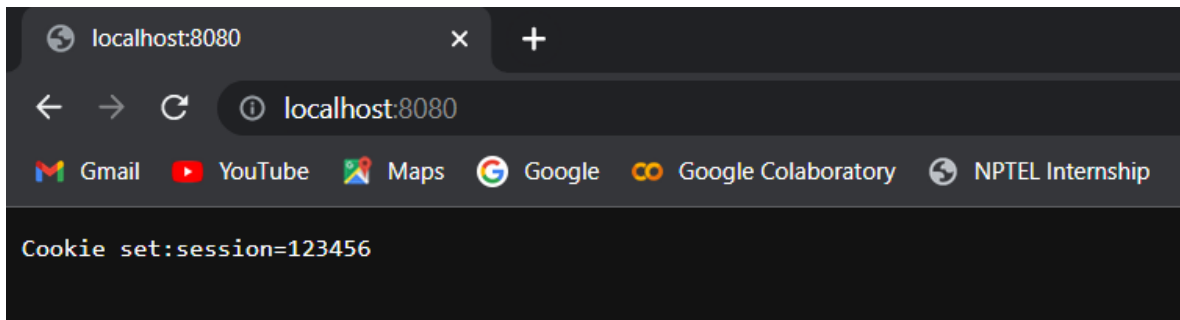 localhost:8080
localhost:8080
Gmail YouTube Maps Google Google Colaboratory NPTEL Internship
Cookie set:session=123456